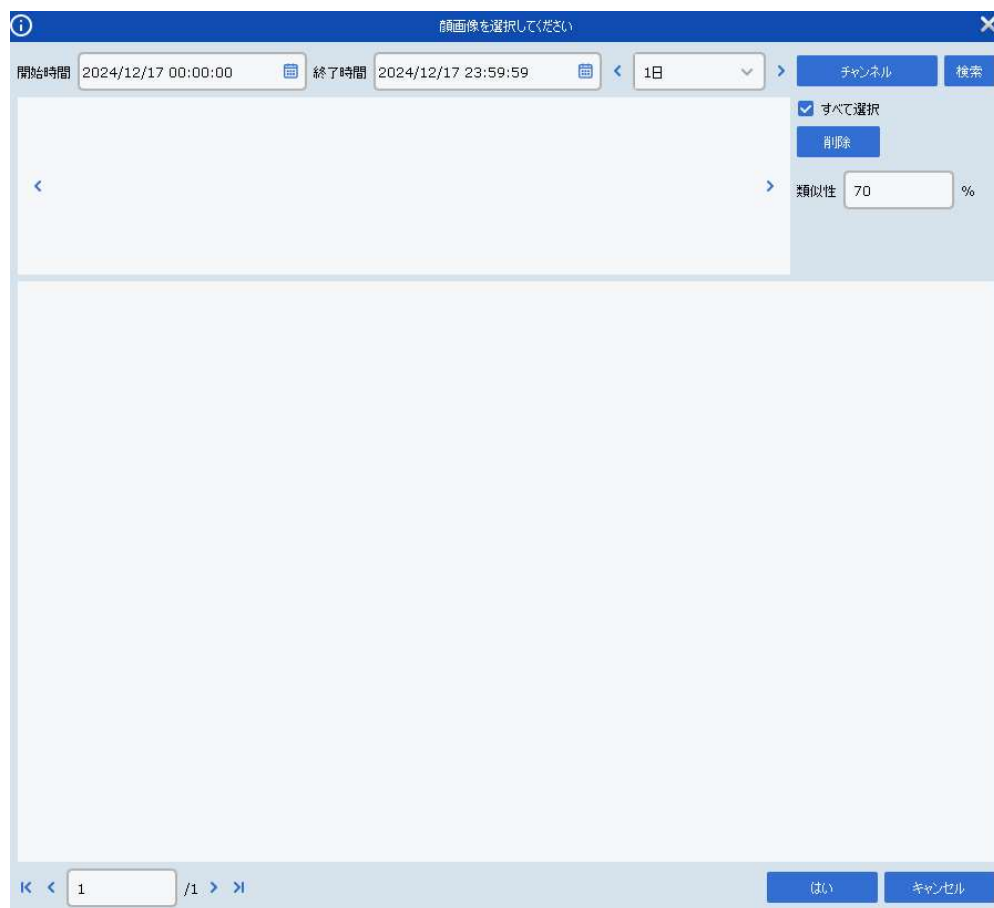 顔画像を選択してください
開始時間 2024/12/17 00:00:00 終了時間 2024/12/17 23:59:59 1日 チャンネル 検索
すべて選択
削除
類似性 70 %
1 /1 はい キャンセル